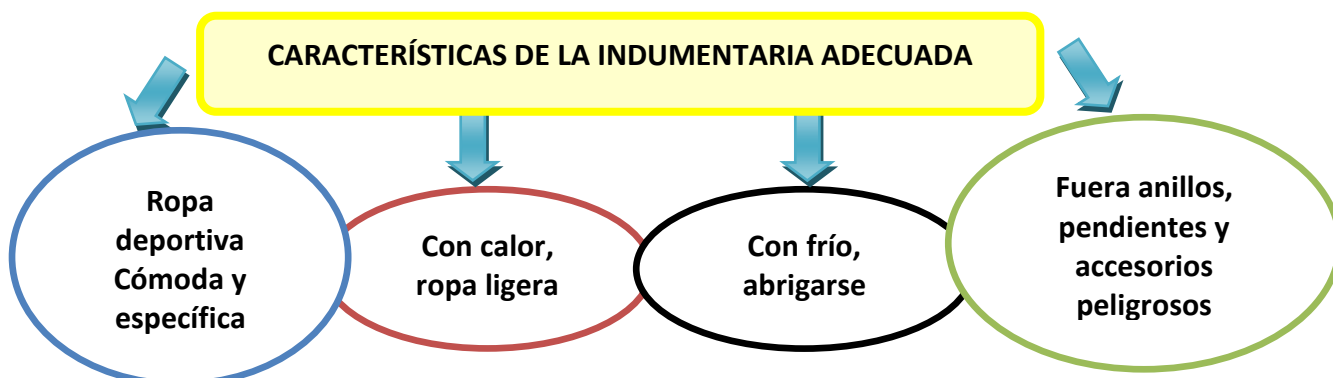 CARACTERÍSTICAS DE LA INDUMENTARIA ADECUADA
Ropa
deportiva
Cómoda y
específica
Con calor,
ropa ligera
Con frío,
abrigarse
Fuera anillos,
pendientes y
accesorios
peligrosos